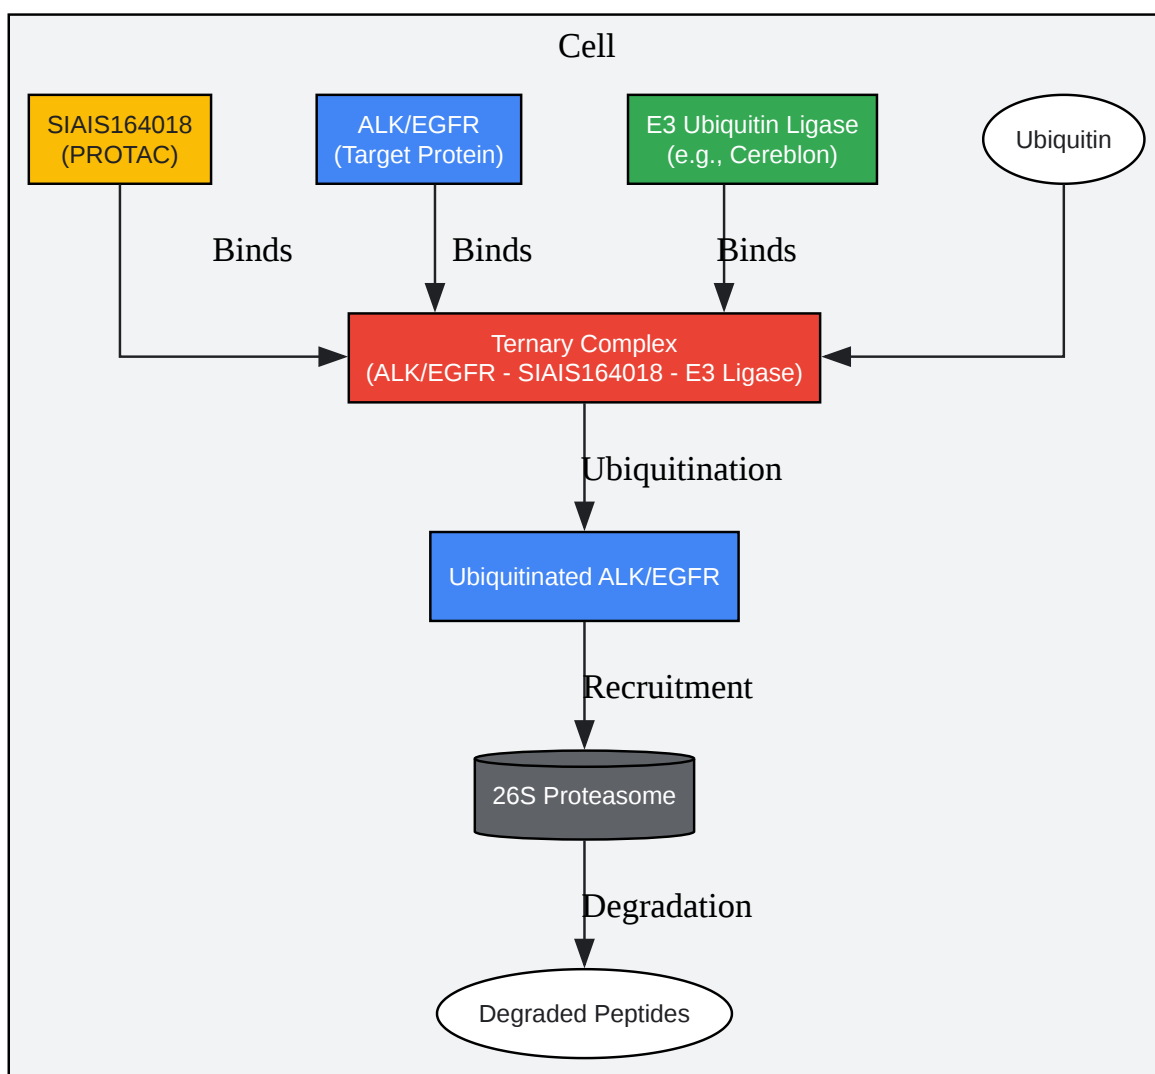 Cell
SIAIS164018
(PROTAC)
ALK/EGFR
(Target Protein)
E3 Ubiquitin Ligase
(e.g., Cereblon)
Ubiquitin
Binds
Binds
Binds
Ternary Complex
(ALK/EGFR - SIAIS164018 - E3 Ligase)
Ubiquitination
Ubiquitinated ALK/EGFR
Recruitment
26S Proteasome
Degradation
Degraded Peptides